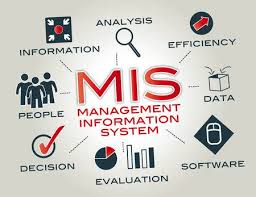 ANALYSIS
INFORMATION
EFFICIENCY
MIS
MANAGEMENT
INFORMATION
SYSTEM
PEOPLE
DATA
DECISION
EVALUATION
SOFTWARE